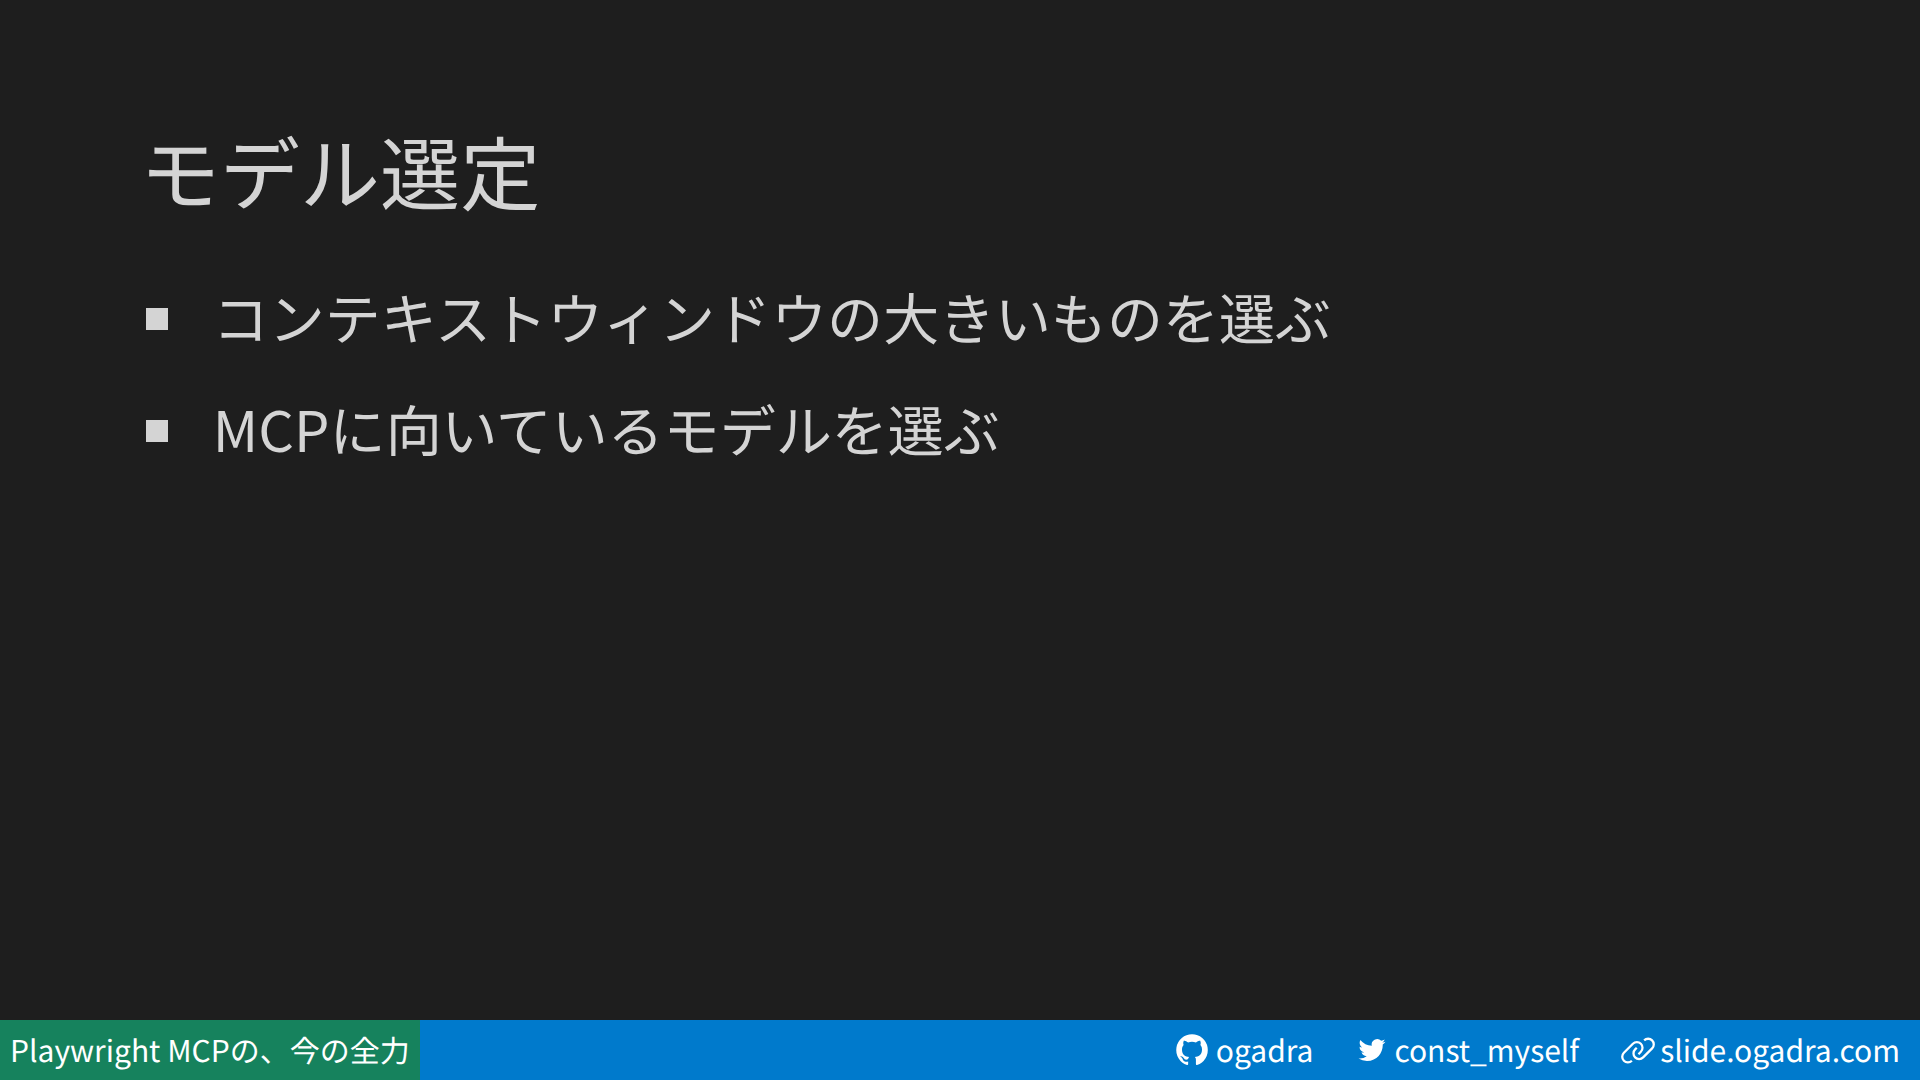 モデル選定
コンテキストウィンドウの大きいものを選ぶ
MCPに向いているモデルを選ぶ
Playwright MCPの、今の全力
ogadra
const_myself
slide.ogadra.com